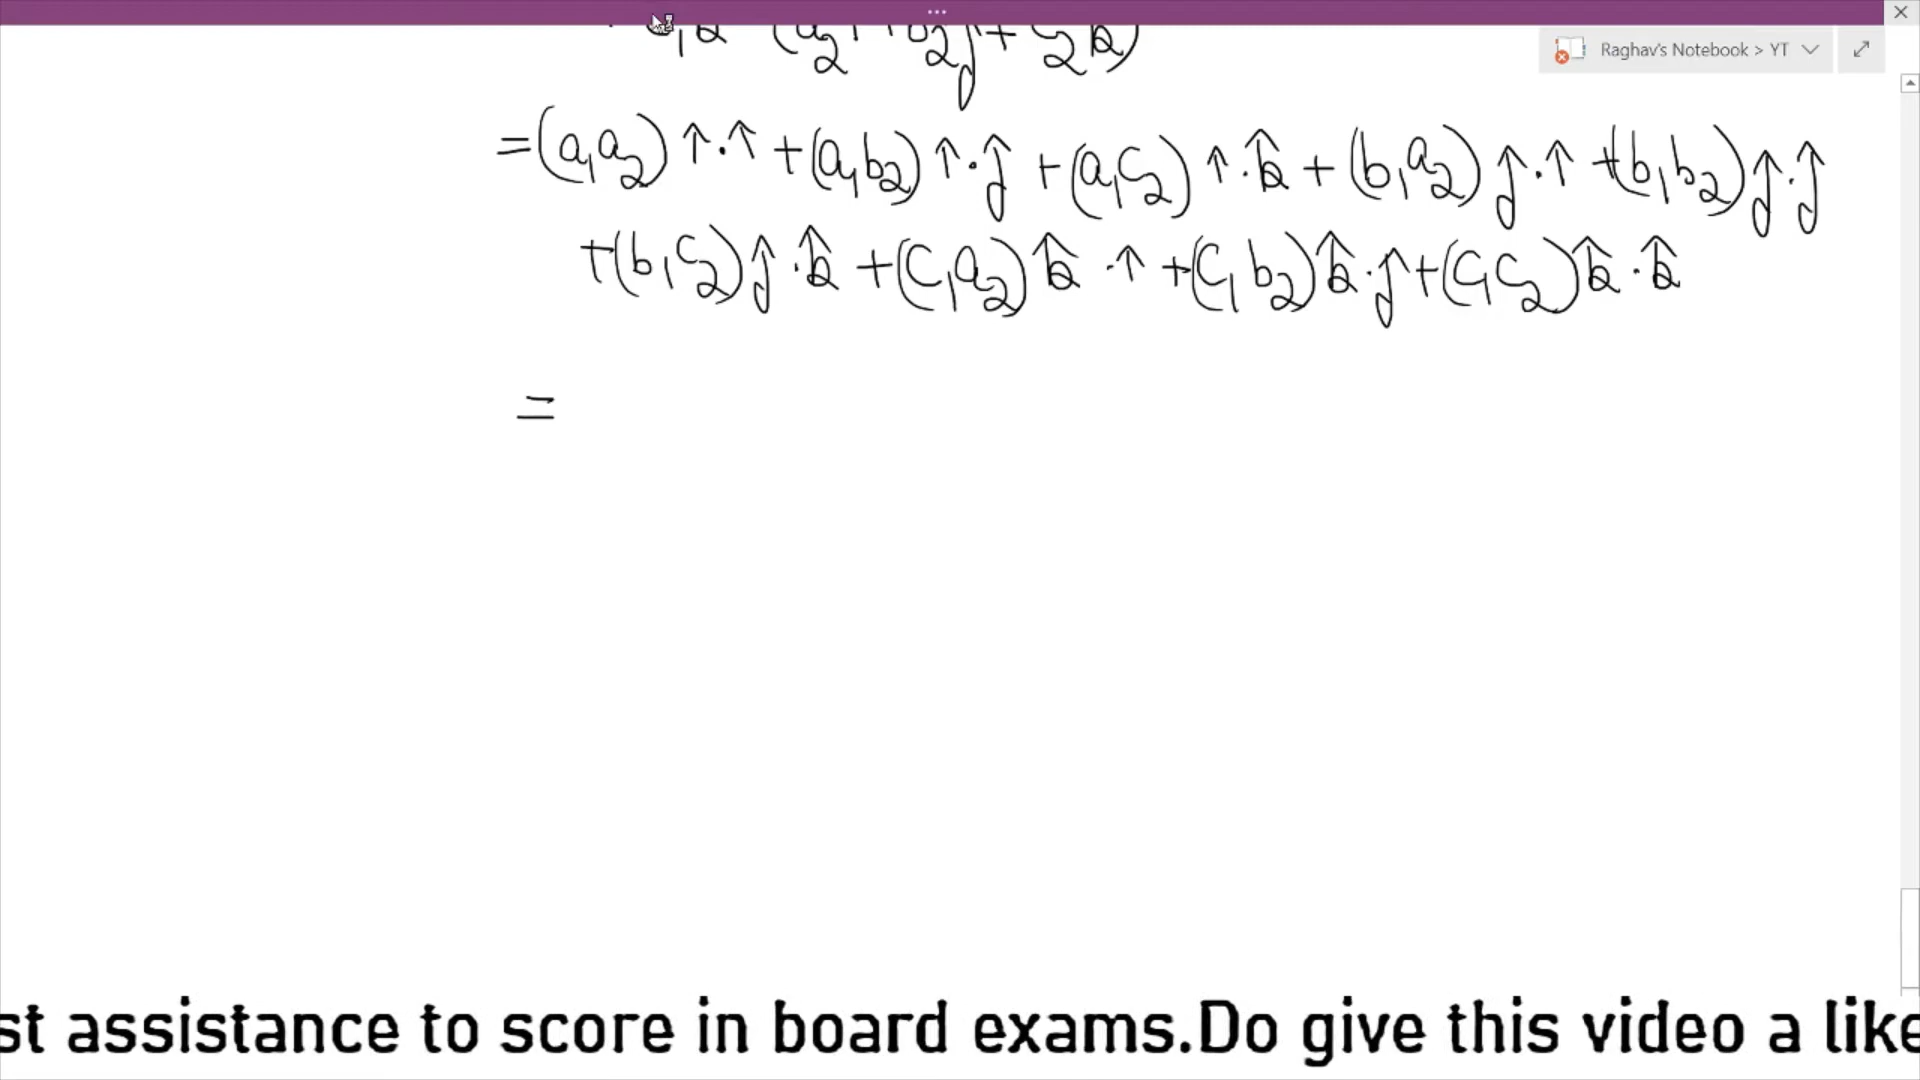 Raghav's Notebook > YT
=(a₁a₂) î·î +(a₁b₂) î·ĵ +(a₁c₂) î·k̂ + (b₁a₂) ĵ·î +(b₁b₂) ĵ·ĵ
+(b₁c₂) ĵ·k̂ +(c₁a₂) k̂ ·î +(c₁b₂) k̂·ĵ +(c₁c₂) k̂·k̂
=
st assistance to score in board exams.Do give this video a like